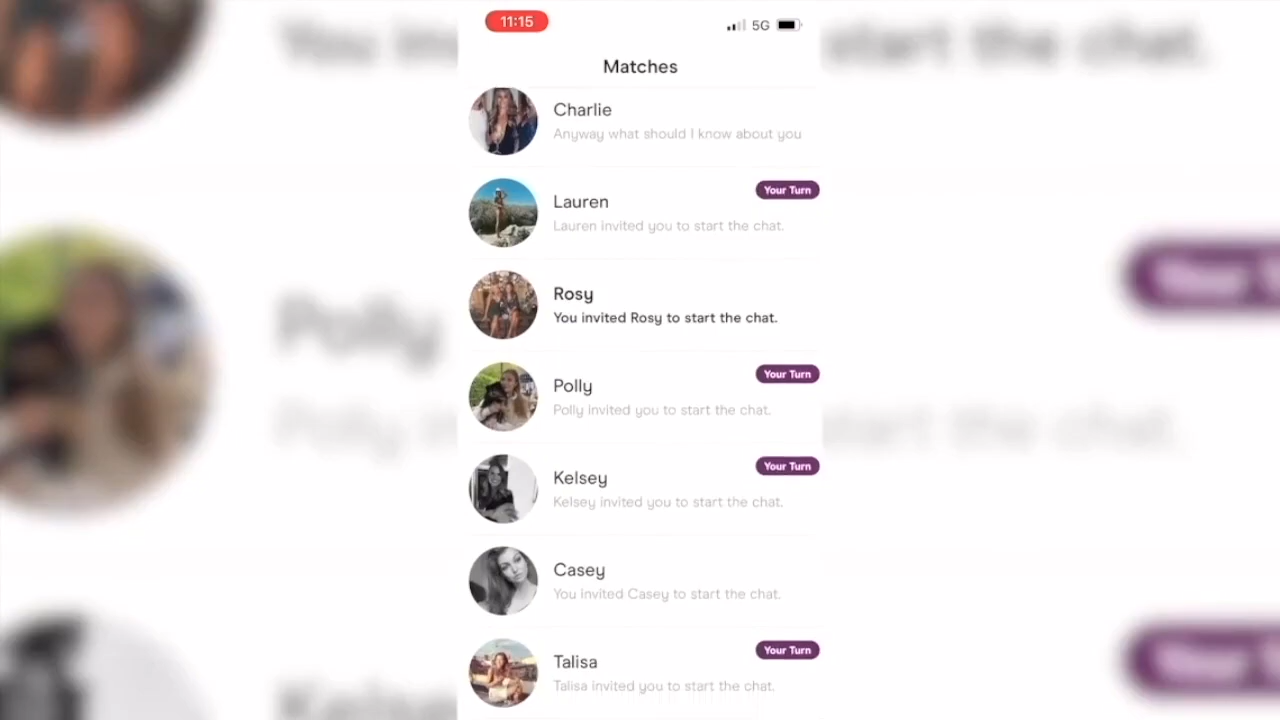 11:15
5G
Matches
Charlie
Anyway what should I know about you
Your Turn
Lauren
Lauren invited you to start the chat.
Rosy
You invited Rosy to start the chat.
Your Turn
Polly
Polly invited you to start the chat.
Your Turn
Kelsey
Kelsey invited you to start the chat.
Casey
You invited Casey to start the chat.
Your Turn
Talisa
Talisa invited you to start the chat.